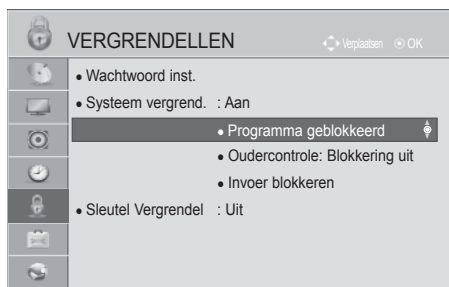 VERGRENDELLEN Verplaatsen OK
• Wachtwoord inst.
• Systeem vergrend. : Aan
• Programma geblokkeerd
• Oudercontrole: Blokkering uit
• Invoer blokkeren
• Sleutel Vergrendel : Uit